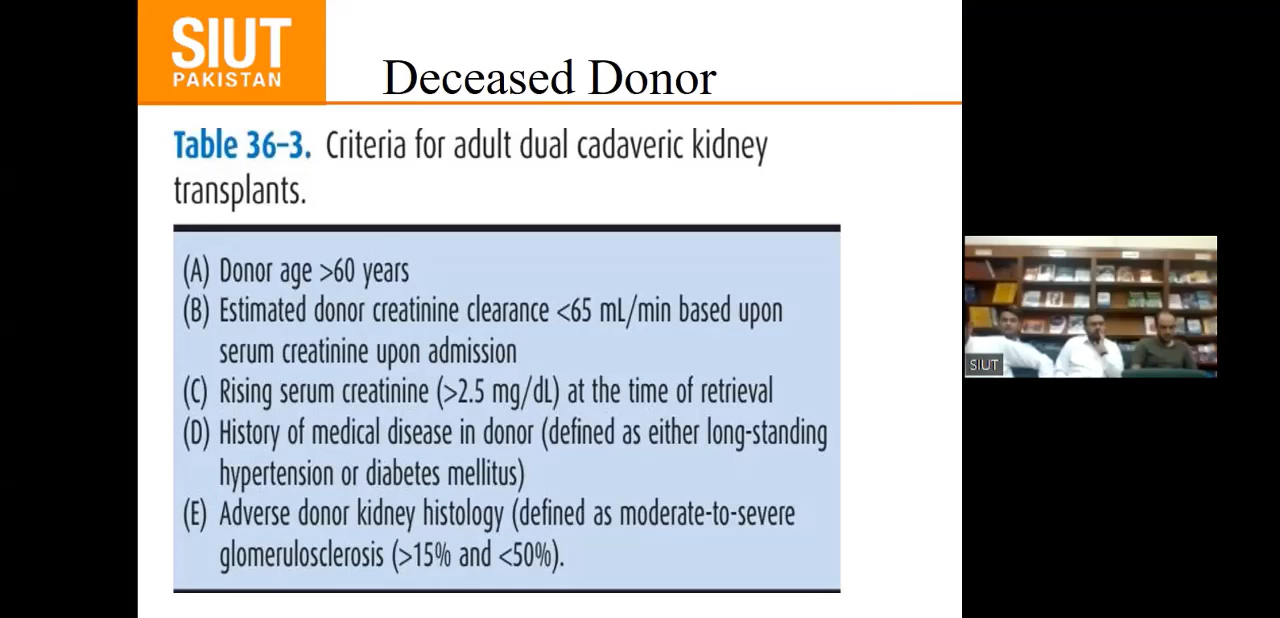 SIUT
PAKISTAN
Deceased Donor
Table 36–3. Criteria for adult dual cadaveric kidney
transplants.
(A) Donor age >60 years
(B) Estimated donor creatinine clearance <65 mL/min based upon
serum creatinine upon admission
(C) Rising serum creatinine (>2.5 mg/dL) at the time of retrieval
(D) History of medical disease in donor (defined as either long-standing
hypertension or diabetes mellitus)
(E) Adverse donor kidney histology (defined as moderate-to-severe
glomerulosclerosis (>15% and <50%).
SIUT